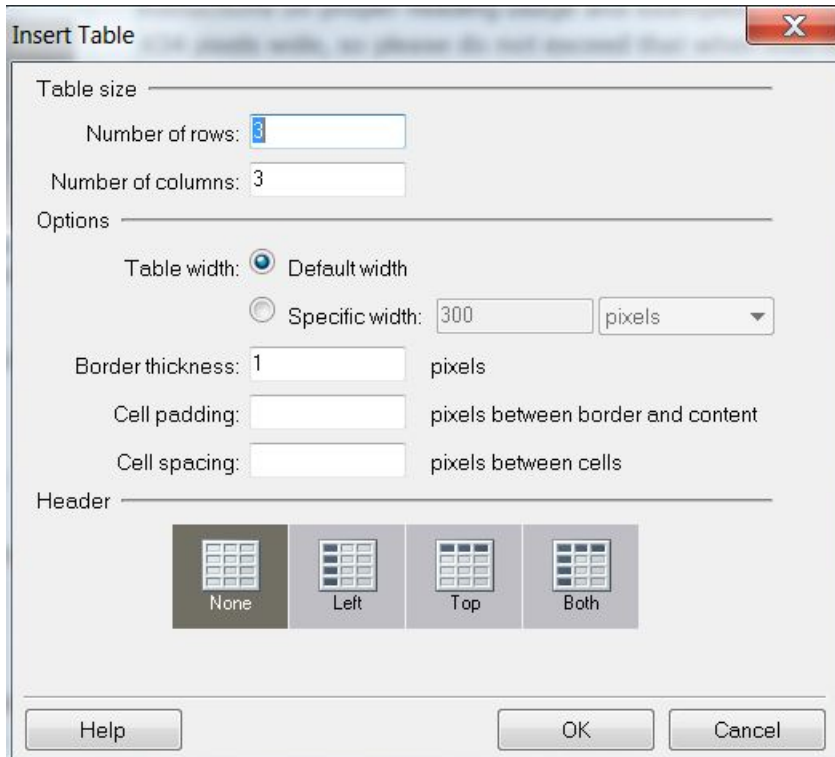 Insert Table
Table size
Number of rows: 3
Number of columns: 3
Options
Table width: Default width
Specific width: 300 pixels
Border thickness: 1 pixels
Cell padding: pixels between border and content
Cell spacing: pixels between cells
Header
None Left Top Both
Help OK Cancel